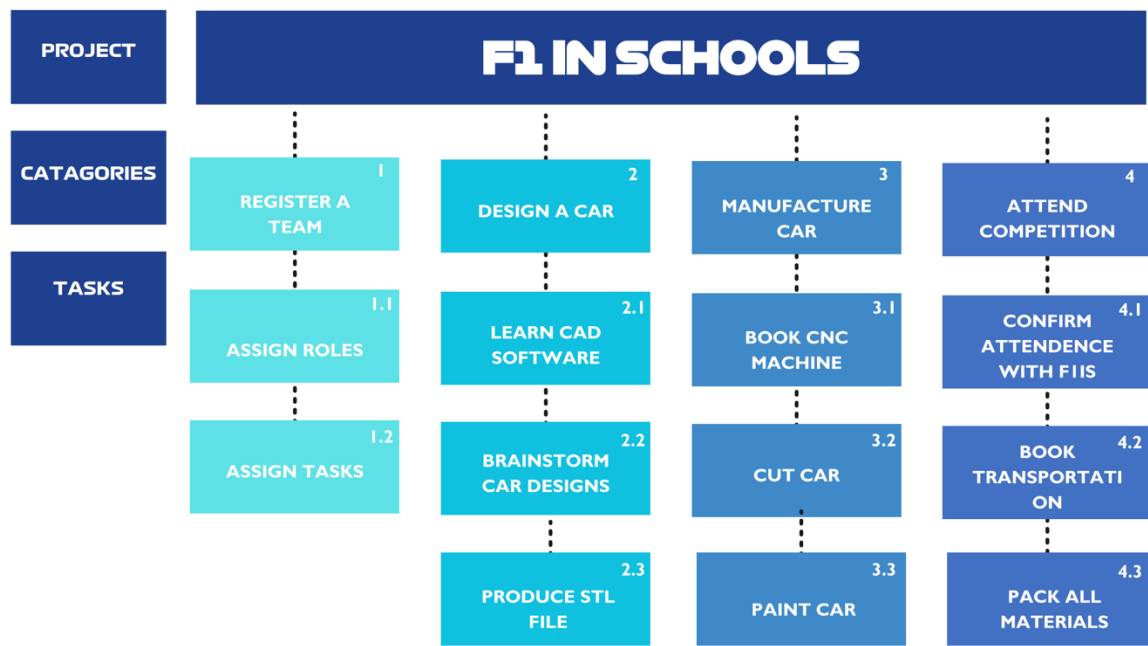 PROJECT
F1 IN SCHOOLS
CATAGORIES
TASKS
1
REGISTER A
TEAM
1.1
ASSIGN ROLES
1.2
ASSIGN TASKS
2
DESIGN A CAR
2.1
LEARN CAD
SOFTWARE
2.2
BRAINSTORM
CAR DESIGNS
2.3
PRODUCE STL
FILE
3
MANUFACTURE
CAR
3.1
BOOK CNC
MACHINE
3.2
CUT CAR
3.3
PAINT CAR
4
ATTEND
COMPETITION
4.1
CONFIRM
ATTENDENCE
WITH F1IS
4.2
BOOK
TRANSPORTATI
ON
4.3
PACK ALL
MATERIALS